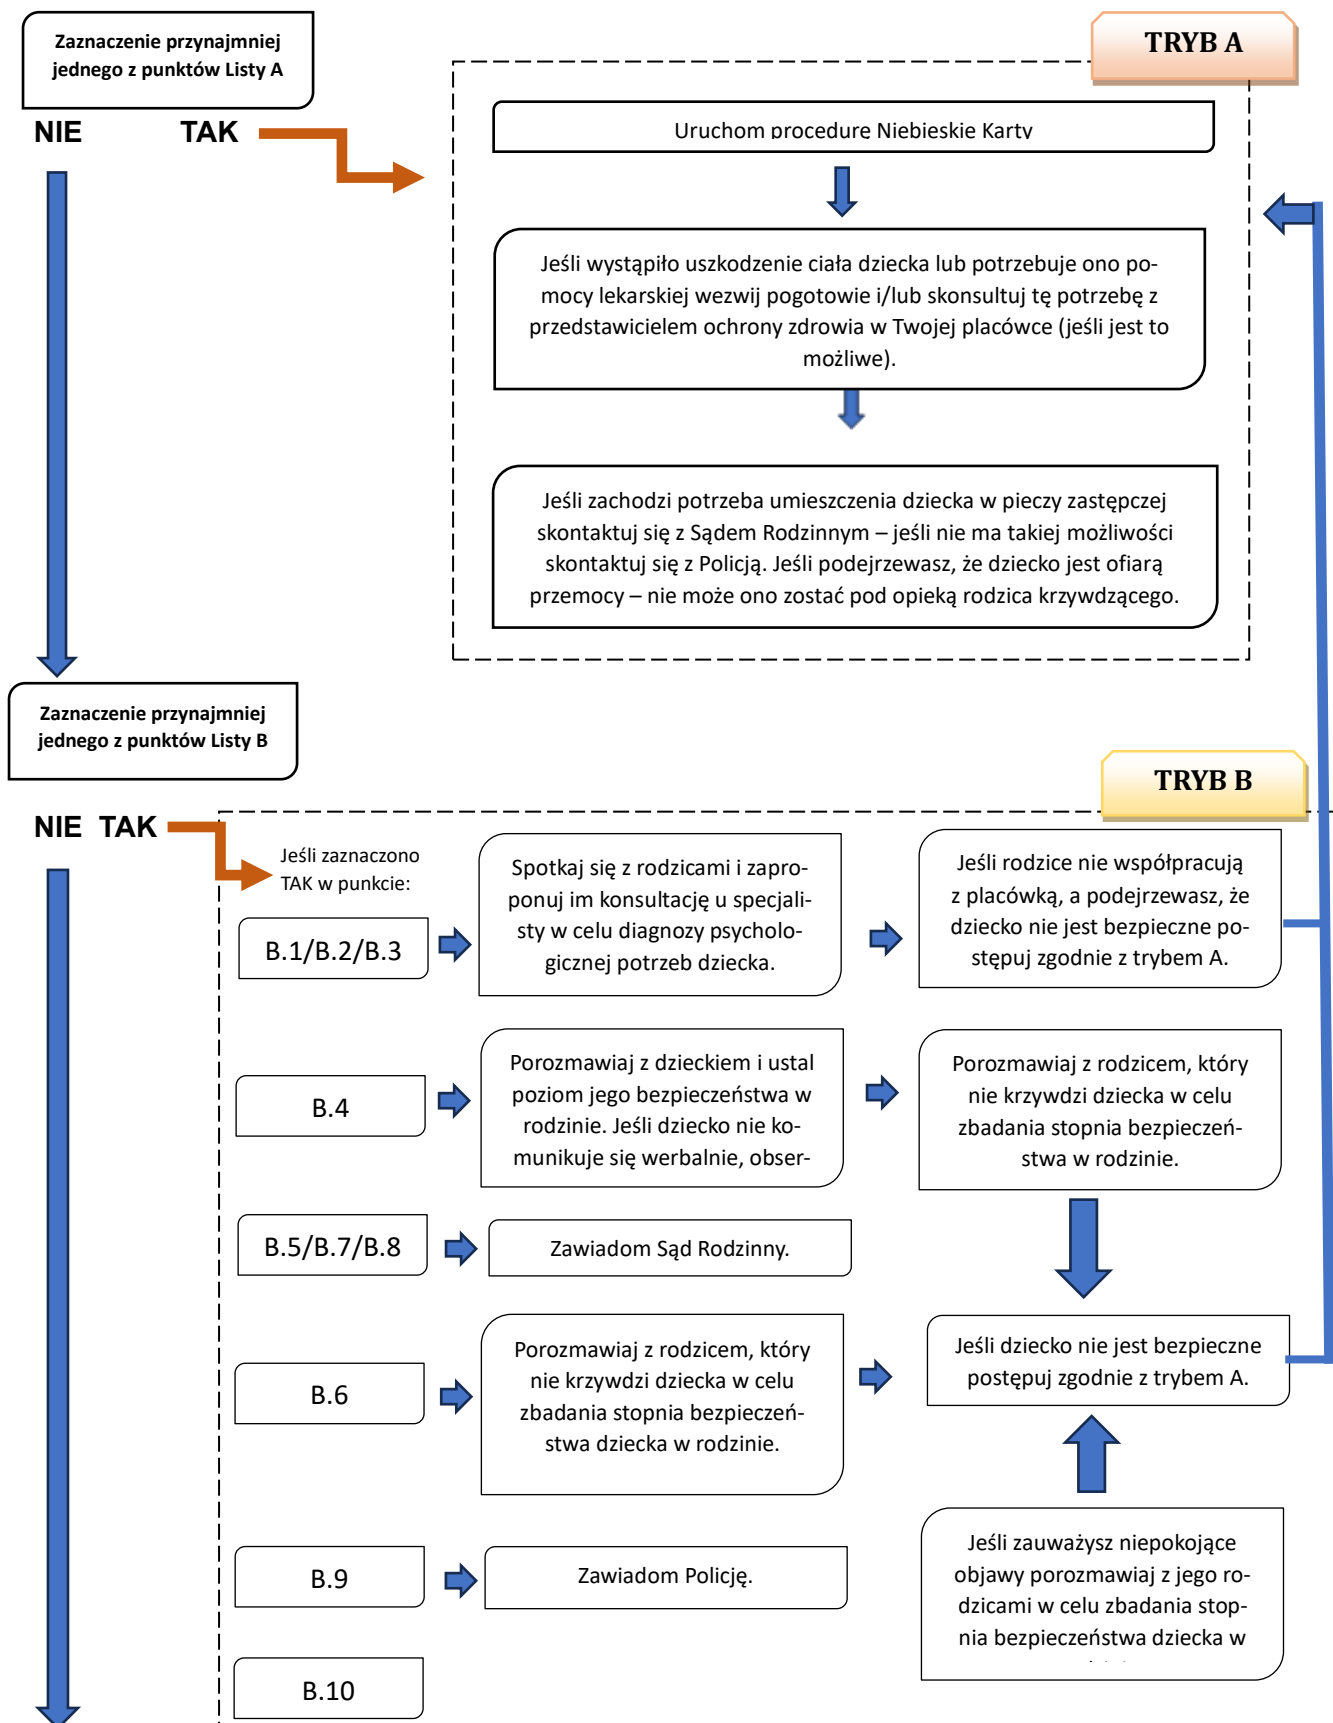 Zaznaczenie przynajmniej
jednego z punktów Listy A
NIE TAK
TRYB A
Uruchom procedurę Niebieskie Karty
Jeśli wystąpiło uszkodzenie ciała dziecka lub potrzebuje ono po-
mocy lekarskiej wezwij pogotowie i/lub skonsultuj tę potrzebę z
przedstawicielem ochrony zdrowia w Twojej placówce (jeśli jest to
możliwe).
Jeśli zachodzi potrzeba umieszczenia dziecka w pieczy zastępczej
skontaktuj się z Sądem Rodzinnym – jeśli nie ma takiej możliwości
skontaktuj się z Policją. Jeśli podejrzewasz, że dziecko jest ofiarą
przemocy – nie może ono zostać pod opieką rodzica krzywdzącego.
Zaznaczenie przynajmniej
jednego z punktów Listy B
NIE TAK
TRYB B
Jeśli zaznaczono
TAK w punkcie:
B.1/B.2/B.3
Spotkaj się z rodzicami i zapro-
ponuj im konsultację u specjali-
sty w celu diagnozy psycholo-
gicznej potrzeb dziecka.
Jeśli rodzice nie współpracują
z placówką, a podejrzewasz, że
dziecko nie jest bezpieczne po-
stępuj zgodnie z trybem A.
B.4
Porozmawiaj z dzieckiem i ustal
poziom jego bezpieczeństwa w
rodzinie. Jeśli dziecko nie ko-
munikuje się werbalnie, obser-
Porozmawiaj z rodzicem, który
nie krzywdzi dziecka w celu
zbadania stopnia bezpieczeń-
stwa w rodzinie.
B.5/B.7/B.8
Zawiadom Sąd Rodzinny.
B.6
Porozmawiaj z rodzicem, który
nie krzywdzi dziecka w celu
zbadania stopnia bezpieczeń-
stwa dziecka w rodzinie.
Jeśli dziecko nie jest bezpieczne
postępuj zgodnie z trybem A.
B.9
Zawiadom Policję.
Jeśli zauważysz niepokojące
objawy porozmawiaj z jego ro-
dzicami w celu zbadania stop-
nia bezpieczeństwa dziecka w
B.10